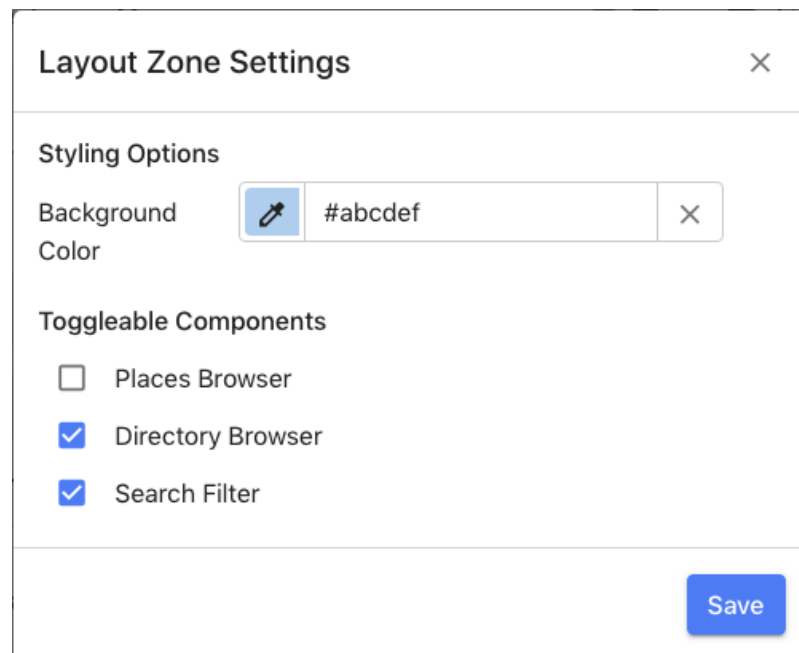 Layout Zone Settings
Styling Options
Background
Color
#abcdef
Toggleable Components
Places Browser
Directory Browser
Search Filter
Save